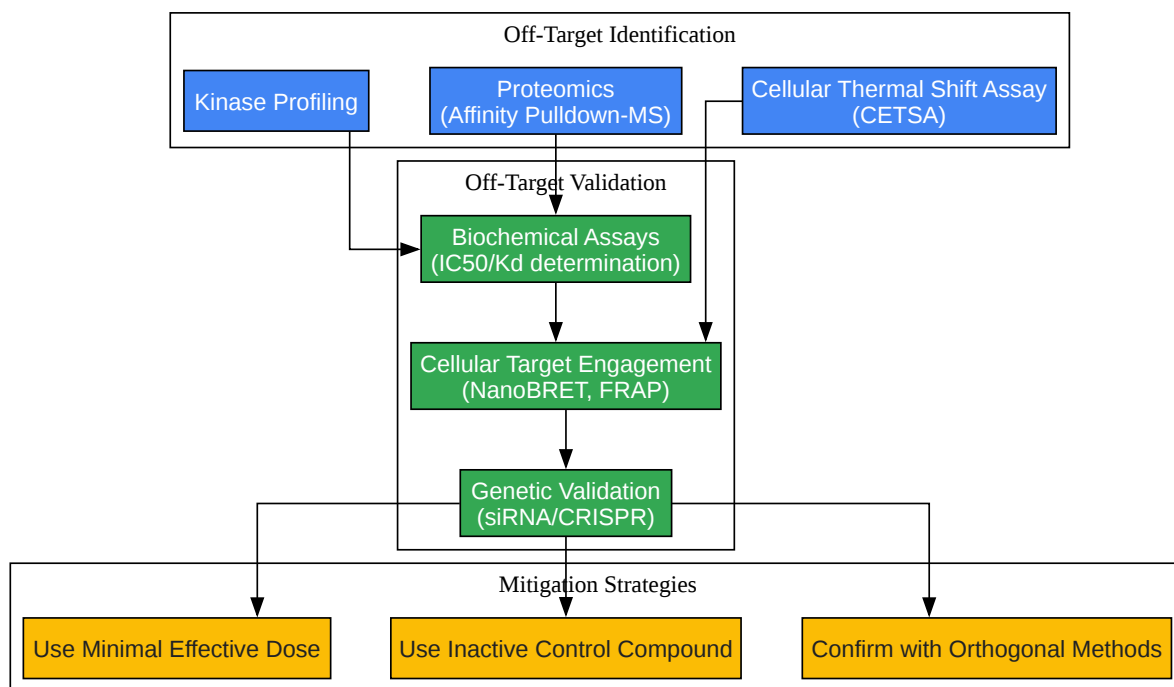 Off-Target Identification
Kinase Profiling
Proteomics
(Affinity Pulldown-MS)
Cellular Thermal Shift Assay
(CETSA)
Off-Target Validation
Biochemical Assays
(IC50/Kd determination)
Cellular Target Engagement
(NanoBRET, FRAP)
Genetic Validation
(siRNA/CRISPR)
Mitigation Strategies
Use Minimal Effective Dose
Use Inactive Control Compound
Confirm with Orthogonal Methods